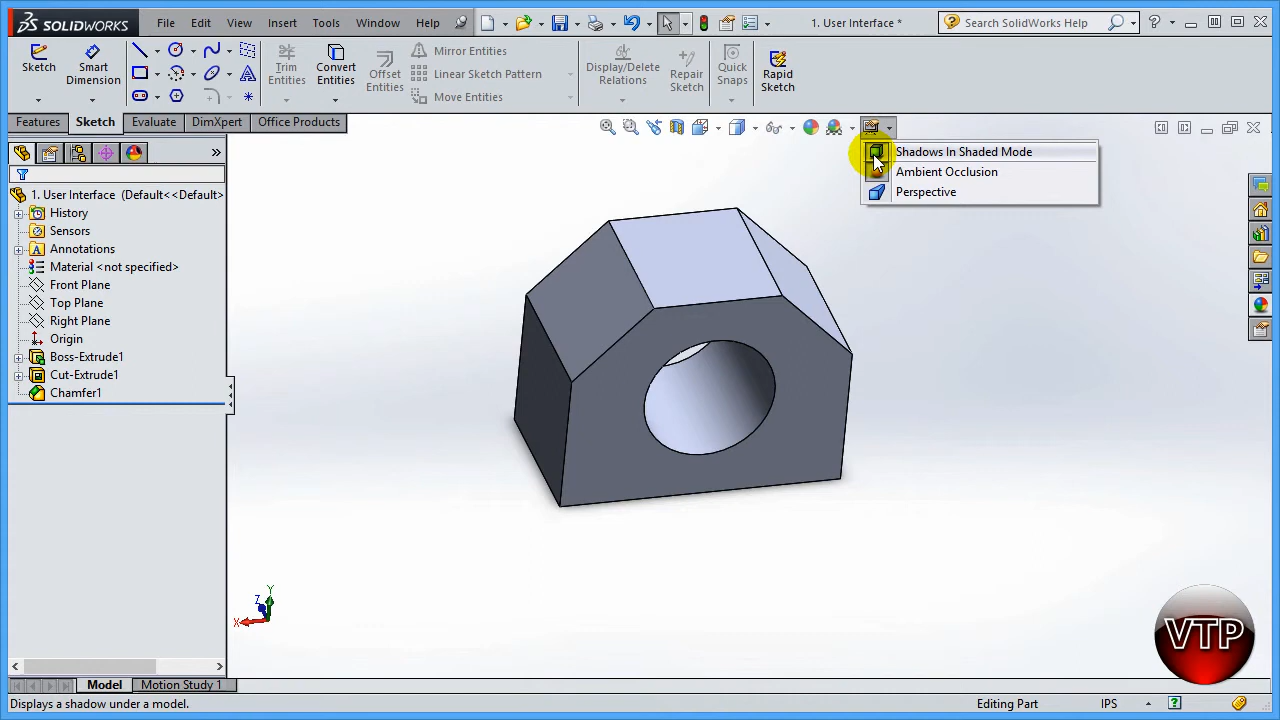 SOLIDWORKS File Edit View Insert Tools Window Help 1. User Interface * Search SolidWorks Help
Sketch
Smart Dimension
Trim Entities
Convert Entities
Offset Entities
Mirror Entities
Linear Sketch Pattern
Move Entities
Display/Delete Relations
Repair Sketch
Quick Snaps
Rapid Sketch
Features Sketch Evaluate DimXpert Office Products
Shadows In Shaded Mode
Ambient Occlusion
Perspective
1. User Interface (Default<<Default>
History
Sensors
Annotations
Material <not specified>
Front Plane
Top Plane
Right Plane
Origin
Boss-Extrude1
Cut-Extrude1
Chamfer1
Y
Z
X
VTP
Model Motion Study 1
Displays a shadow under a model. Editing Part IPS